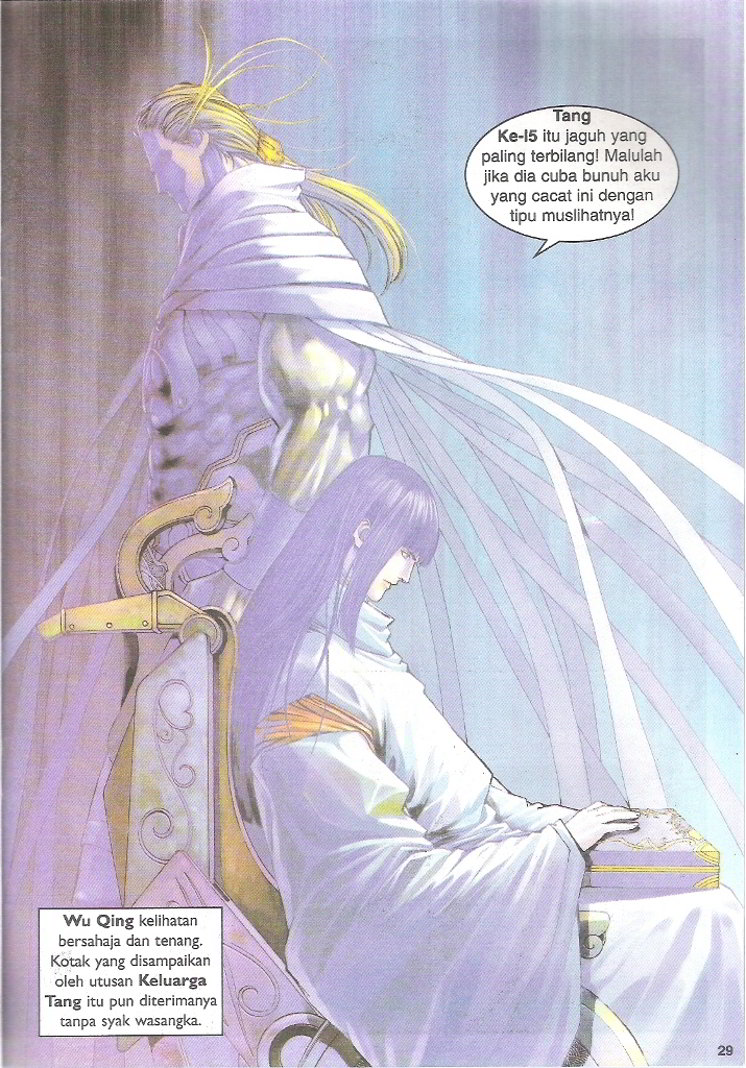 Tang
Ke-15 itu jaguh yang
paling terbilang! Malulah
jika dia cuba bunuh aku
yang cacat ini dengan
tipu muslihatnya!
Wu Qing kelihatan
bersahaja dan tenang.
Kotak yang disampaikan
oleh utusan Keluarga
Tang itu pun diterimanya
tanpa syak wasangka.
29